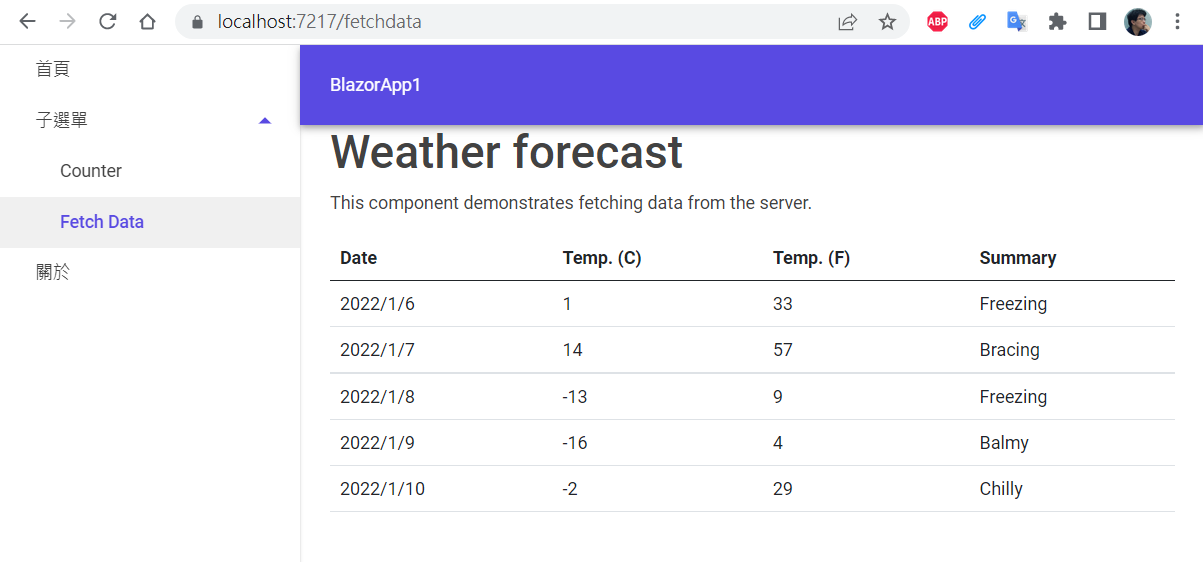 localhost:7217/fetchdata
ABP
首頁
子選單
Counter
Fetch Data
關於
BlazorApp1
Weather forecast
This component demonstrates fetching data from the server.
Date Temp. (C) Temp. (F) Summary
2022/1/6 1 33 Freezing
2022/1/7 14 57 Bracing
2022/1/8 -13 9 Freezing
2022/1/9 -16 4 Balmy
2022/1/10 -2 29 Chilly